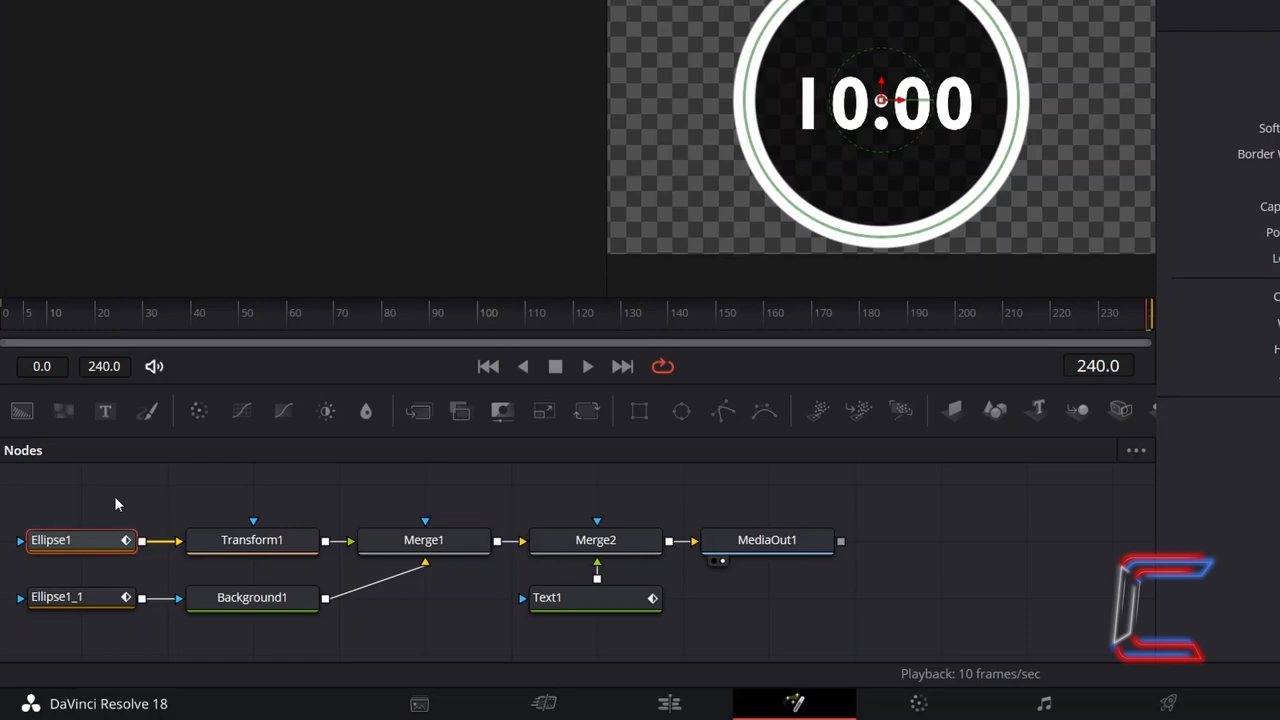 10:00
Soft
Border W
Cap
Po
Le
0 5 10 20 30 40 50 60 70 80 90 100 110 120 130 140 150 160 170 180 190 200 210 220 230
0.0 240.0 240.0
T T
Nodes
Ellipse1 Transform1 Merge1 Merge2 MediaOut1
Ellipse1_1 Background1 Text1
Playback: 10 frames/sec
DaVinci Resolve 18